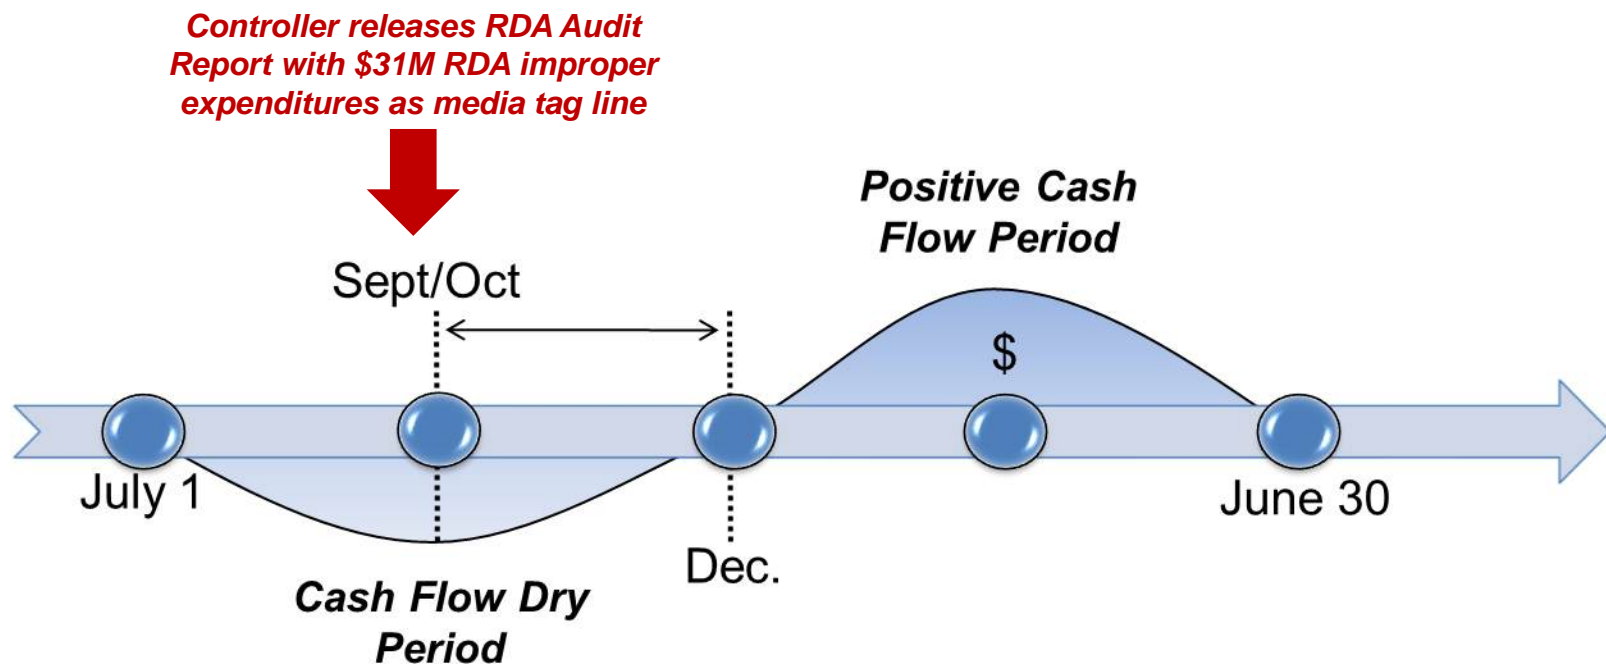 Controller releases RDA Audit
Report with $31M RDA improper
expenditures as media tag line
Positive Cash
Flow Period
Sept/Oct
$
July 1
June 30
Dec.
Cash Flow Dry
Period